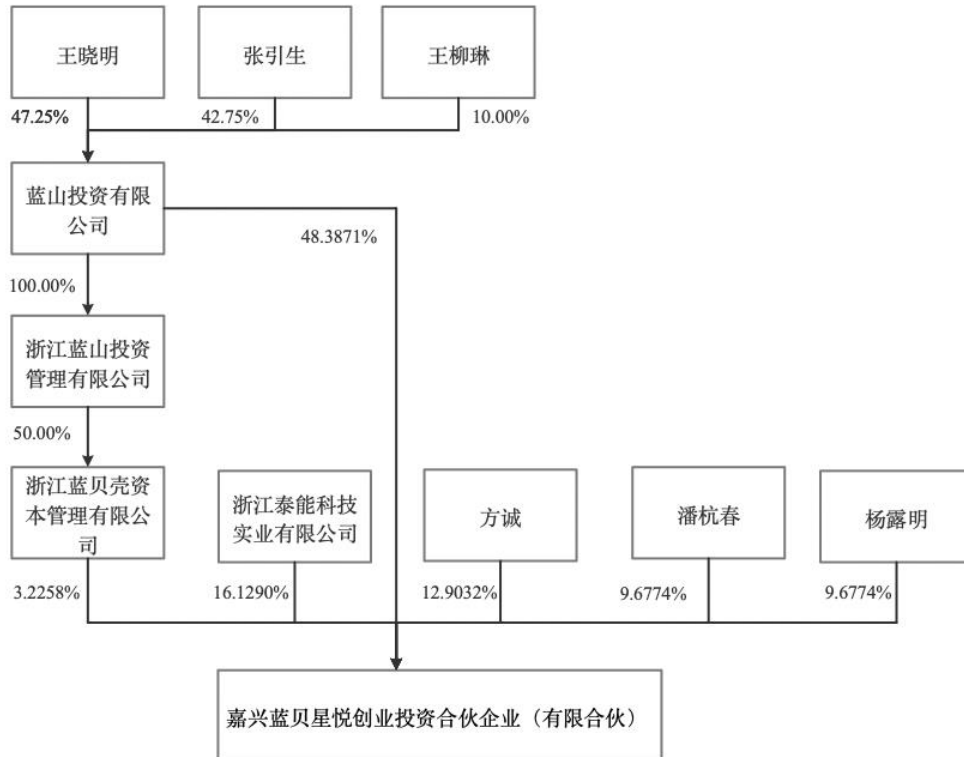 王晓明
张引生
王柳琳
47.25%
42.75%
10.00%
蓝山投资有限
公司
48.3871%
100.00%
浙江蓝山投资
管理有限公司
50.00%
浙江蓝贝壳资
本管理有限公
司
浙江泰能科技
实业有限公司
方诚
潘杭春
杨露明
3.2258%
16.1290%
12.9032%
9.6774%
9.6774%
嘉兴蓝贝星悦创业投资合伙企业（有限合伙）